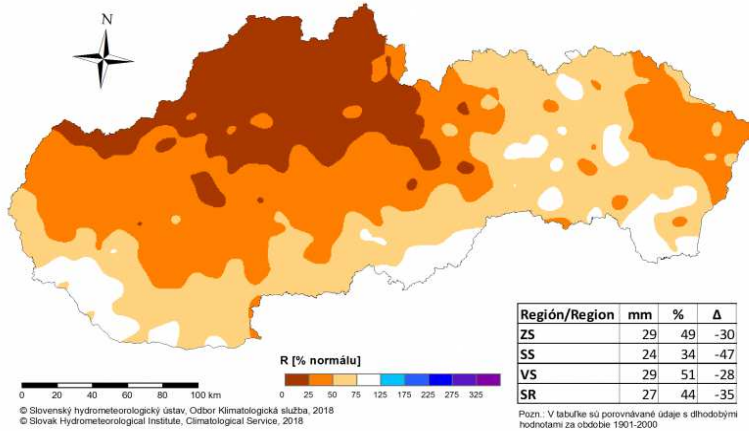 N
Región/Region mm % Δ
ZS 29 49 -30
SS 24 34 -47
VS 29 51 -28
SR 27 44 -35
R [% normálu]
0 25 50 75 125 175 225 275 325
0 20 40 60 80 100 km
© Slovenský hydrometeorologický ústav, Odbor Klimatologická služba, 2018
© Slovak Hydrometeorological Institute, Climatological Service, 2018
Pozn.: V tabuľke sú porovnávané údaje s dlhodobými
hodnotami za obdobie 1901-2000